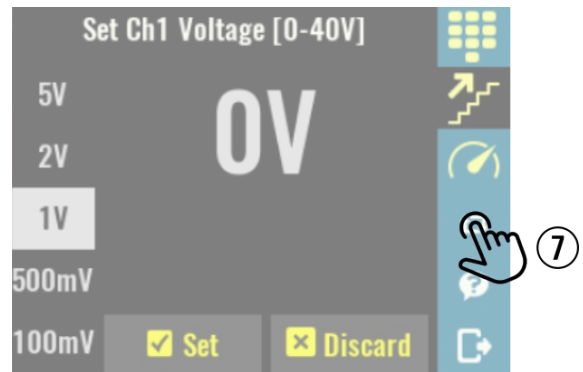 Set Ch1 Voltage [0-40V]
5V
2V
1V
500mV
100mV
0V
Set
Discard
?
⑦